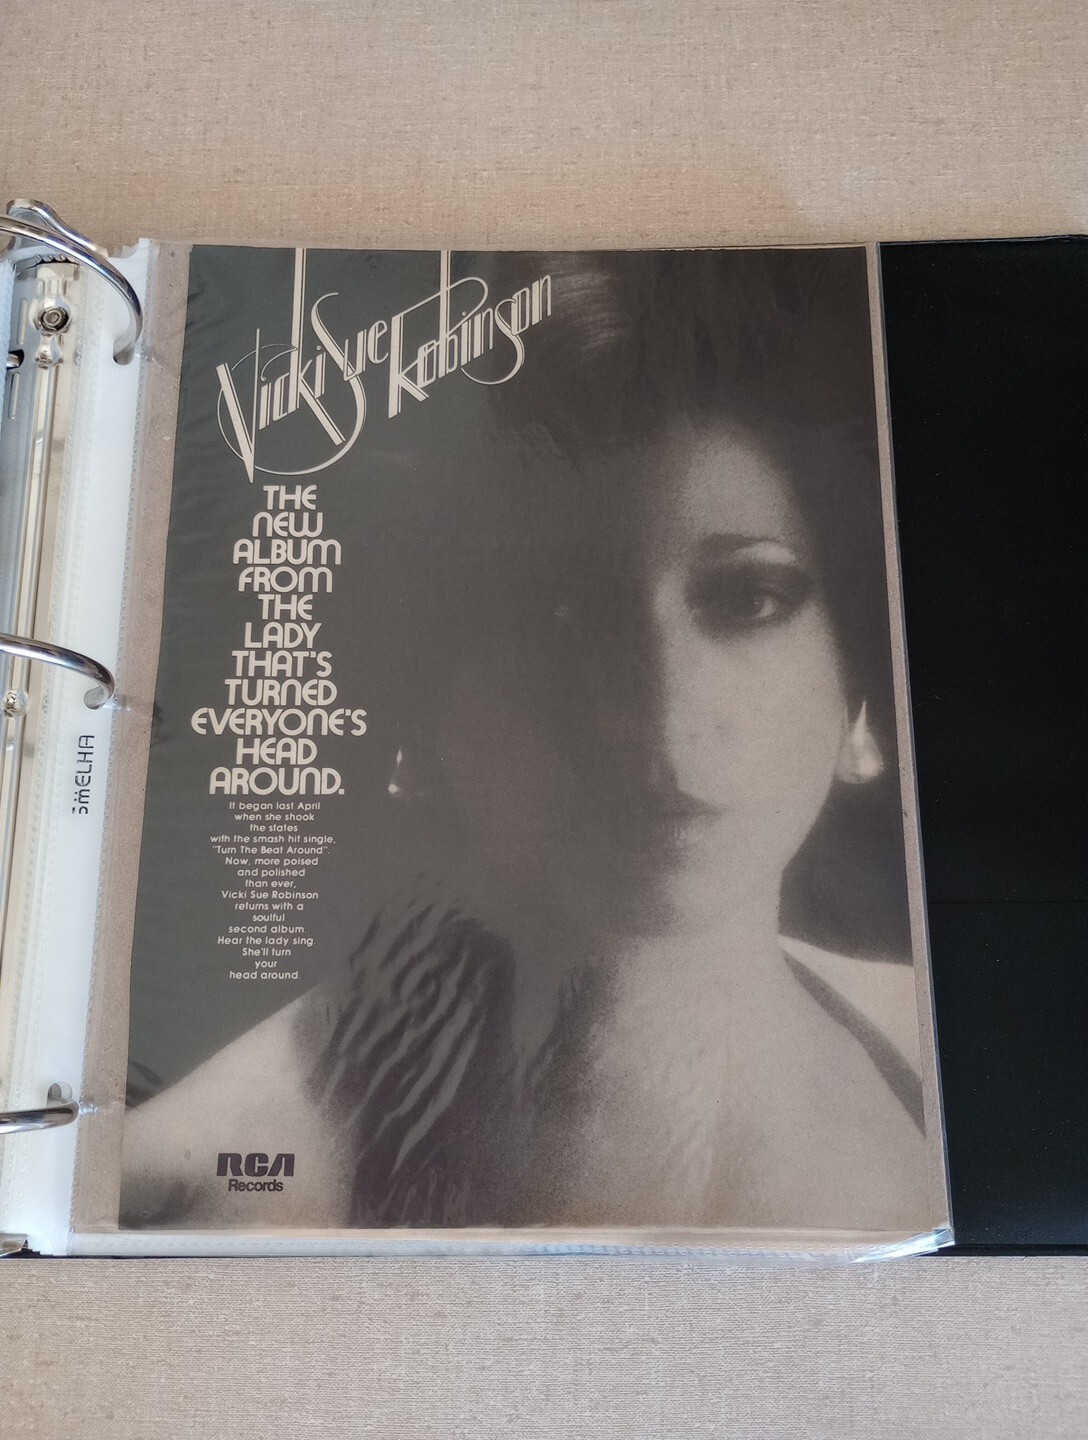 Vicki Sue Robinson
THE
NEW
ALBUM
FROM
THE
LADY
THAT'S
TURNED
EVERYONE'S
HEAD
AROUND.
It began last April
when she shook
the states
with the smash hit single,
"Turn The Beat Around".
Now, more poised
and polished
than ever,
Vicki Sue Robinson
returns with a
soulful
second album.
Hear the lady sing.
She'll turn
your
head around.
RCA
Records